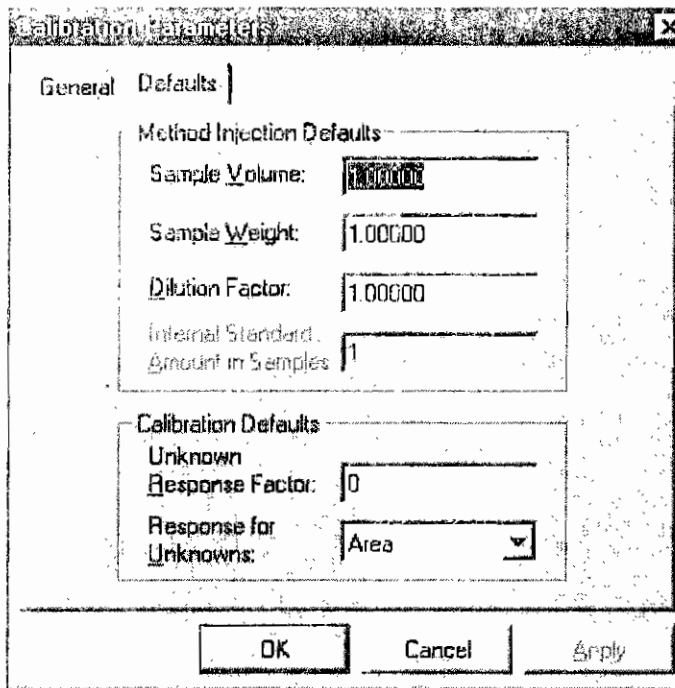 Calibration Parameters
General Defaults
Method Injection Defaults
Sample Volume: 1.00000
Sample Weight: 1.00000
Dilution Factor: 1.00000
Internal Standard
Amount in Samples 1
Calibration Defaults
Unknown
Response Factor: 0
Response for
Unknowns: Area
OK Cancel Apply